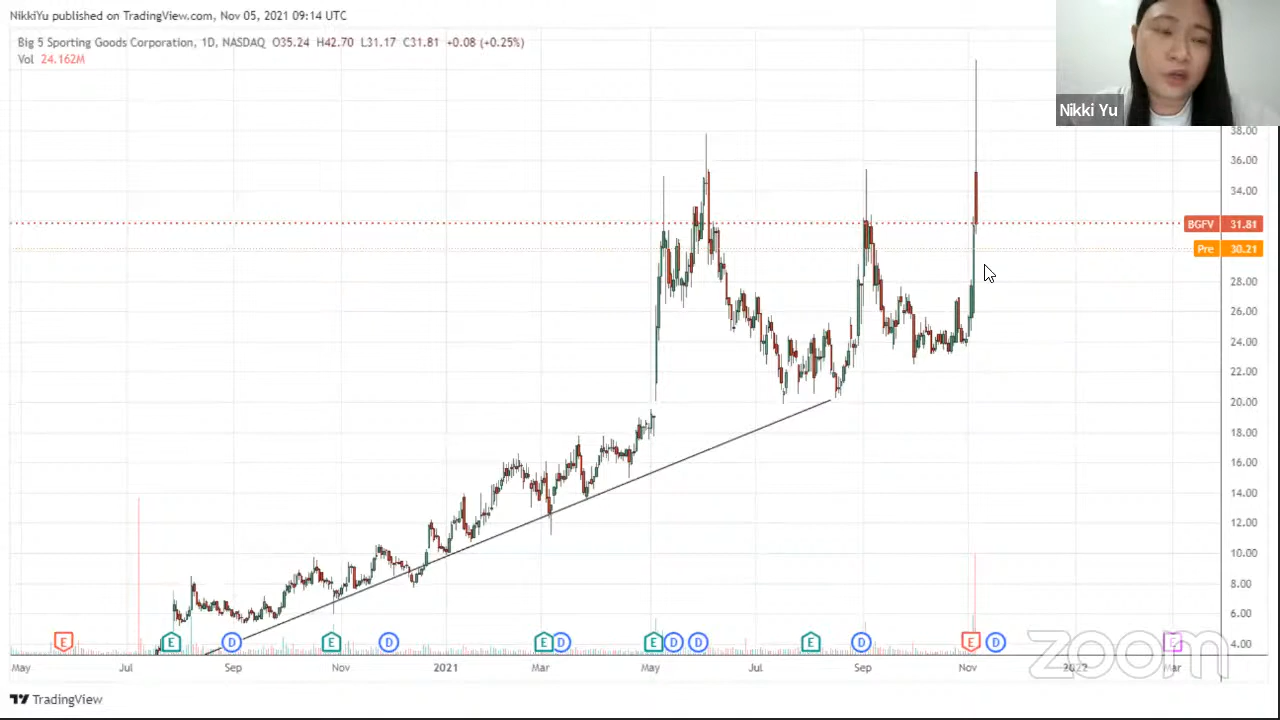 NikkiYu published on TradingView.com, Nov 05, 2021 09:14 UTC
Big 5 Sporting Goods Corporation, 1D, NASDAQ O35.24 H42.70 L31.17 C31.81 +0.08 (+0.25%)
Vol 24.162M
Nikki Yu
38.00
36.00
34.00
BGFV 31.81
Pre 30.21
28.00
26.00
24.00
22.00
20.00
18.00
16.00
14.00
12.00
10.00
8.00
6.00
4.00
E E D E D E D E D D E D E D E
zoom
May Jul Sep Nov 2021 Mar May Jul Sep Nov 2022 Mar
TradingView